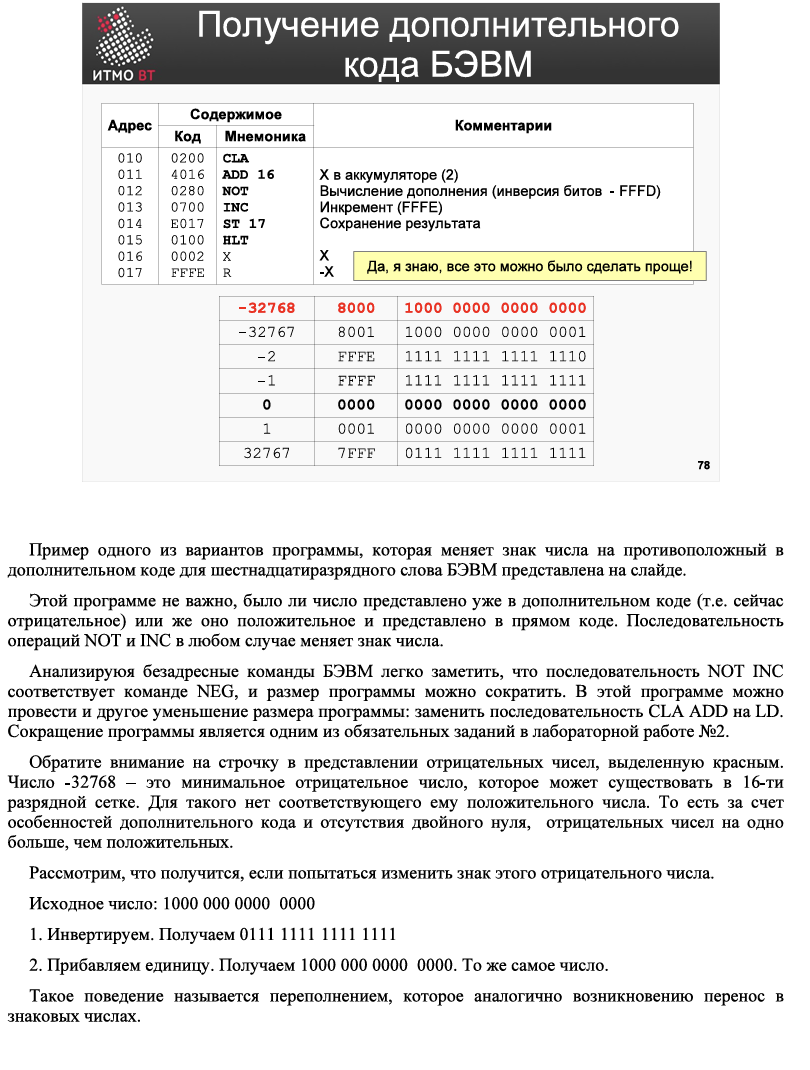 Получение дополнительного
кода БЭВМ
ИТМО ВТ
Адрес Содержимое Комментарии
Код Мнемоника
010 0200 CLA
011 4016 ADD 16 X в аккумуляторе (2)
012 0280 NOT Вычисление дополнения (инверсия битов - FFFD)
013 0700 INC Инкремент (FFFE)
014 E017 ST 17 Сохранение результата
015 0100 HLT
016 0002 X X
017 FFFE R -X
Да, я знаю, все это можно было сделать проще!
-32768 8000 1000 0000 0000 0000
-32767 8001 1000 0000 0000 0001
-2 FFFE 1111 1111 1111 1110
-1 FFFF 1111 1111 1111 1111
0 0000 0000 0000 0000 0000
1 0001 0000 0000 0000 0001
32767 7FFF 0111 1111 1111 1111
78
Пример одного из вариантов программы, которая меняет знак числа на противоположный в
дополнительном коде для шестнадцатиразрядного слова БЭВМ представлена на слайде.
Этой программе не важно, было ли число представлено уже в дополнительном коде (т.е. сейчас
отрицательное) или же оно положительное и представлено в прямом коде. Последовательность
операций NOT и INC в любом случае меняет знак числа.
Анализируюя безадресные команды БЭВМ легко заметить, что последовательность NOT INC
соответствует команде NEG, и размер программы можно сократить. В этой программе можно
провести и другое уменьшение размера программы: заменить последовательность CLA ADD на LD.
Сокращение программы является одним из обязательных заданий в лабораторной работе №2.
Обратите внимание на строчку в представлении отрицательных чисел, выделенную красным.
Число -32768 – это минимальное отрицательное число, которое может существовать в 16-ти
разрядной сетке. Для такого нет соответствующего ему положительного числа. То есть за счет
особенностей дополнительного кода и отсутствия двойного нуля, отрицательных чисел на одно
больше, чем положительных.
Рассмотрим, что получится, если попытаться изменить знак этого отрицательного числа.
Исходное число: 1000 000 0000 0000
1. Инвертируем. Получаем 0111 1111 1111 1111
2. Прибавляем единицу. Получаем 1000 000 0000 0000. То же самое число.
Такое поведение называется переполнением, которое аналогично возникновению перенос в
знаковых числах.